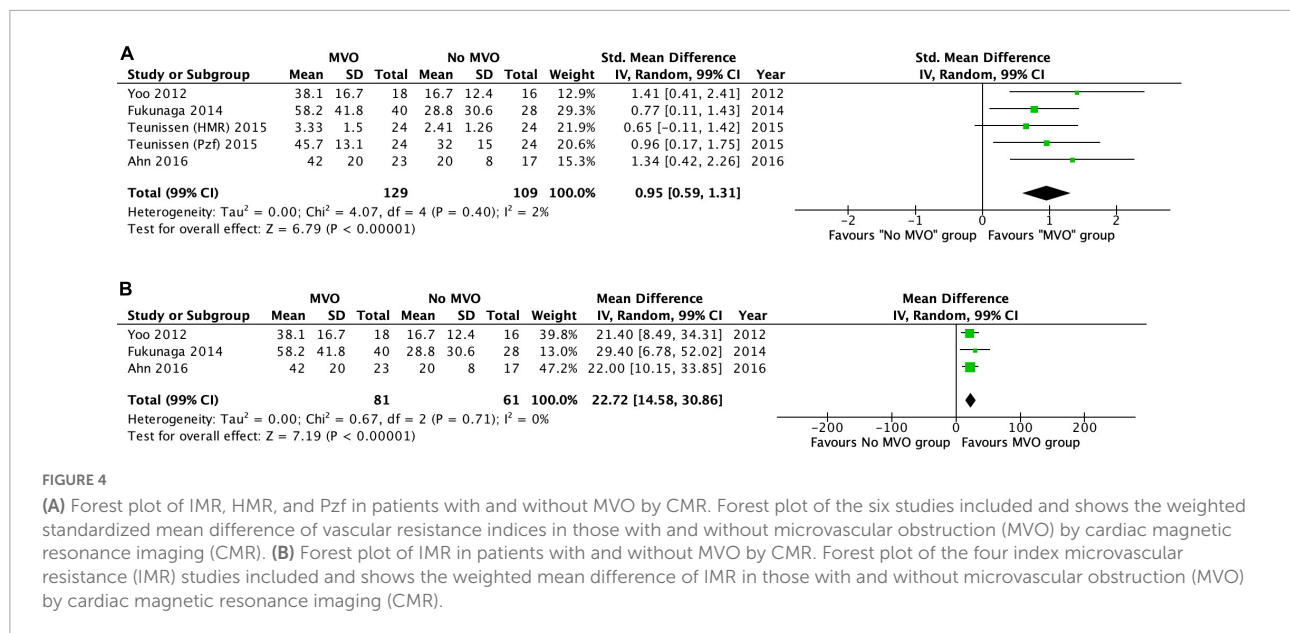 A
MVO No MVO Std. Mean Difference Std. Mean Difference
Study or Subgroup Mean SD Total Mean SD Total Weight IV, Random, 99% CI Year IV, Random, 99% CI
Yoo 2012 38.1 16.7 18 16.7 12.4 16 12.9% 1.41 [0.41, 2.41] 2012
Fukunaga 2014 58.2 41.8 40 28.8 30.6 28 29.3% 0.77 [0.11, 1.43] 2014
Teunissen (HMR) 2015 3.33 1.5 24 2.41 1.26 24 21.9% 0.65 [-0.11, 1.42] 2015
Teunissen (Pzf) 2015 45.7 13.1 24 32 15 24 20.6% 0.96 [0.17, 1.75] 2015
Ahn 2016 42 20 23 20 8 17 15.3% 1.34 [0.42, 2.26] 2016
Total (99% CI) 129 109 100.0% 0.95 [0.59, 1.31]
Heterogeneity: Tau² = 0.00; Chi² = 4.07, df = 4 (P = 0.40); I² = 2%
Test for overall effect: Z = 6.79 (P < 0.00001)
-2 -1 0 1 2
Favours "No MVO" group Favours "MVO" group
B
MVO No MVO Mean Difference Mean Difference
Study or Subgroup Mean SD Total Mean SD Total Weight IV, Random, 99% CI Year IV, Random, 99% CI
Yoo 2012 38.1 16.7 18 16.7 12.4 16 39.8% 21.40 [8.49, 34.31] 2012
Fukunaga 2014 58.2 41.8 40 28.8 30.6 28 13.0% 29.40 [6.78, 52.02] 2014
Ahn 2016 42 20 23 20 8 17 47.2% 22.00 [10.15, 33.85] 2016
Total (99% CI) 81 61 100.0% 22.72 [14.58, 30.86]
Heterogeneity: Tau² = 0.00; Chi² = 0.67, df = 2 (P = 0.71); I² = 0%
Test for overall effect: Z = 7.19 (P < 0.00001)
-200 -100 0 100 200
Favours No MVO group Favours MVO group
FIGURE 4
(A) Forest plot of IMR, HMR, and Pzf in patients with and without MVO by CMR. Forest plot of the six studies included and shows the weighted
standardized mean difference of vascular resistance indices in those with and without microvascular obstruction (MVO) by cardiac magnetic
resonance imaging (CMR). (B) Forest plot of IMR in patients with and without MVO by CMR. Forest plot of the four index microvascular
resistance (IMR) studies included and shows the weighted mean difference of IMR in those with and without microvascular obstruction (MVO)
by cardiac magnetic resonance imaging (CMR).